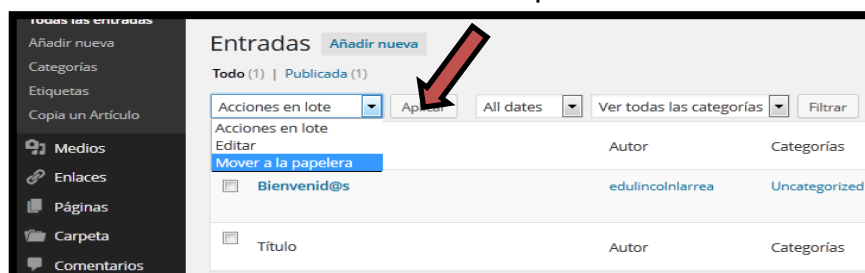 Todas las entradas
Añadir nueva
Categorías
Etiquetas
Copia un Artículo
Medios
Enlaces
Páginas
Carpeta
Comentarios
Entradas Añadir nueva
Todo (1) | Publicada (1)
Acciones en lote All dates Ver todas las categorías Filtrar
Acciones en lote
Editar
Mover a la papelera
Autor Categorías
Bienvenid@s edulincolnlarrea Uncategorized
Título Autor Categorías